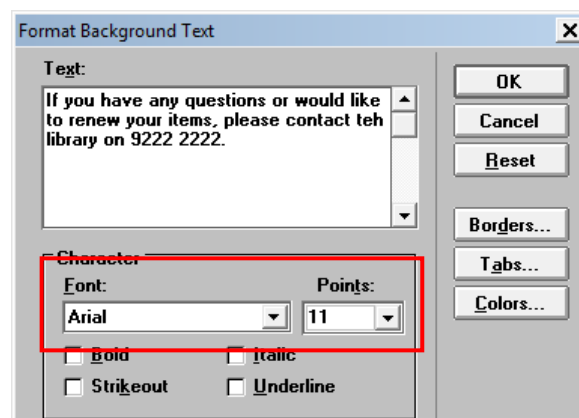 Format Background Text
Text:
If you have any questions or would like
to renew your items, please contact teh
library on 9222 2222.
OK
Cancel
Reset
Borders...
Tabs...
Colors...
Character
Font:
Points:
Arial
11
Bold
Italic
Strikeout
Underline